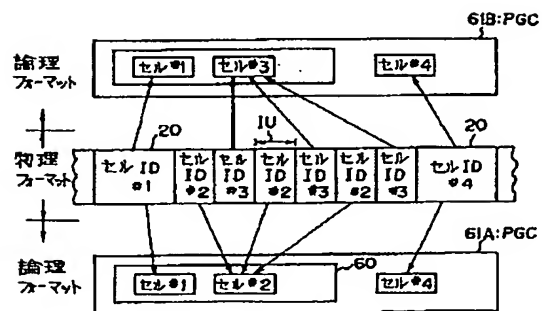 61B:PGC
論理
フォーマット
セル#1 セル#3 セル#4
20 IU 20
物理
フォーマット
セル ID #1
セル ID #2
セル ID #3
セル ID #2
セル ID #3
セル ID #2
セル ID #3
セル ID #4
61A:PGC
論理
フォーマット
60
セル#1 セル#2 セル#4